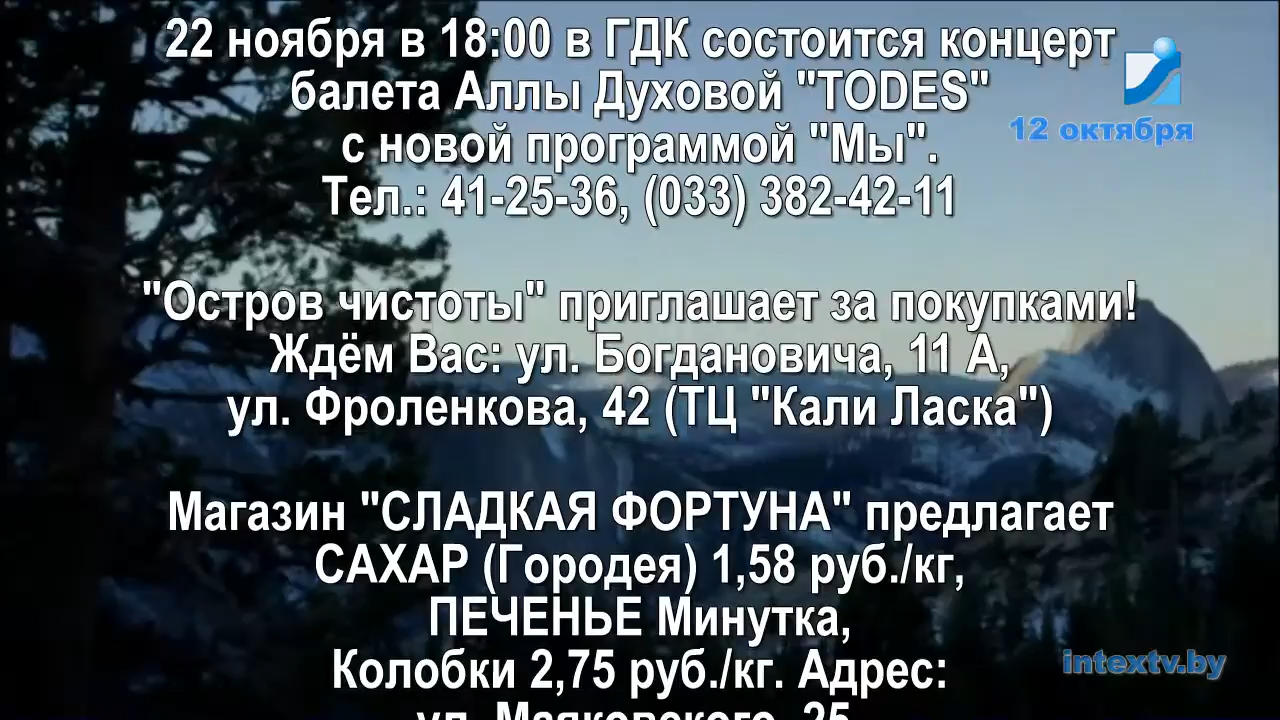 22 ноября в 18:00 в ГДК состоится концерт
балета Аллы Духовой "TODES"
с новой программой "Мы".
Тел.: 41-25-36, (033) 382-42-11
12 октября
"Остров чистоты" приглашает за покупками!
Ждём Вас: ул. Богдановича, 11 А,
ул. Фроленкова, 42 (ТЦ "Кали Ласка")
Магазин "СЛАДКАЯ ФОРТУНА" предлагает
САХАР (Городея) 1,58 руб./кг,
ПЕЧЕНЬЕ Минутка,
Колобки 2,75 руб./кг. Адрес:
ул. Маяковского, 25
intextv.by